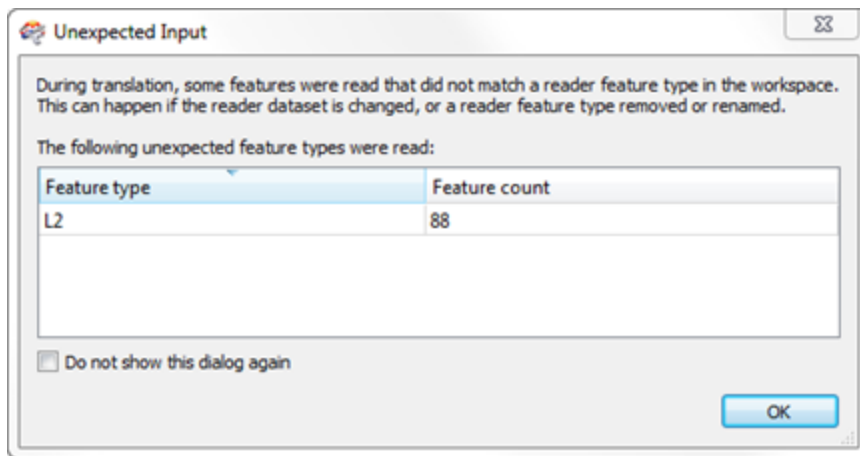 Unexpected Input
During translation, some features were read that did not match a reader feature type in the workspace.
This can happen if the reader dataset is changed, or a reader feature type removed or renamed.
The following unexpected feature types were read:
Feature type Feature count
L2 88
Do not show this dialog again
OK